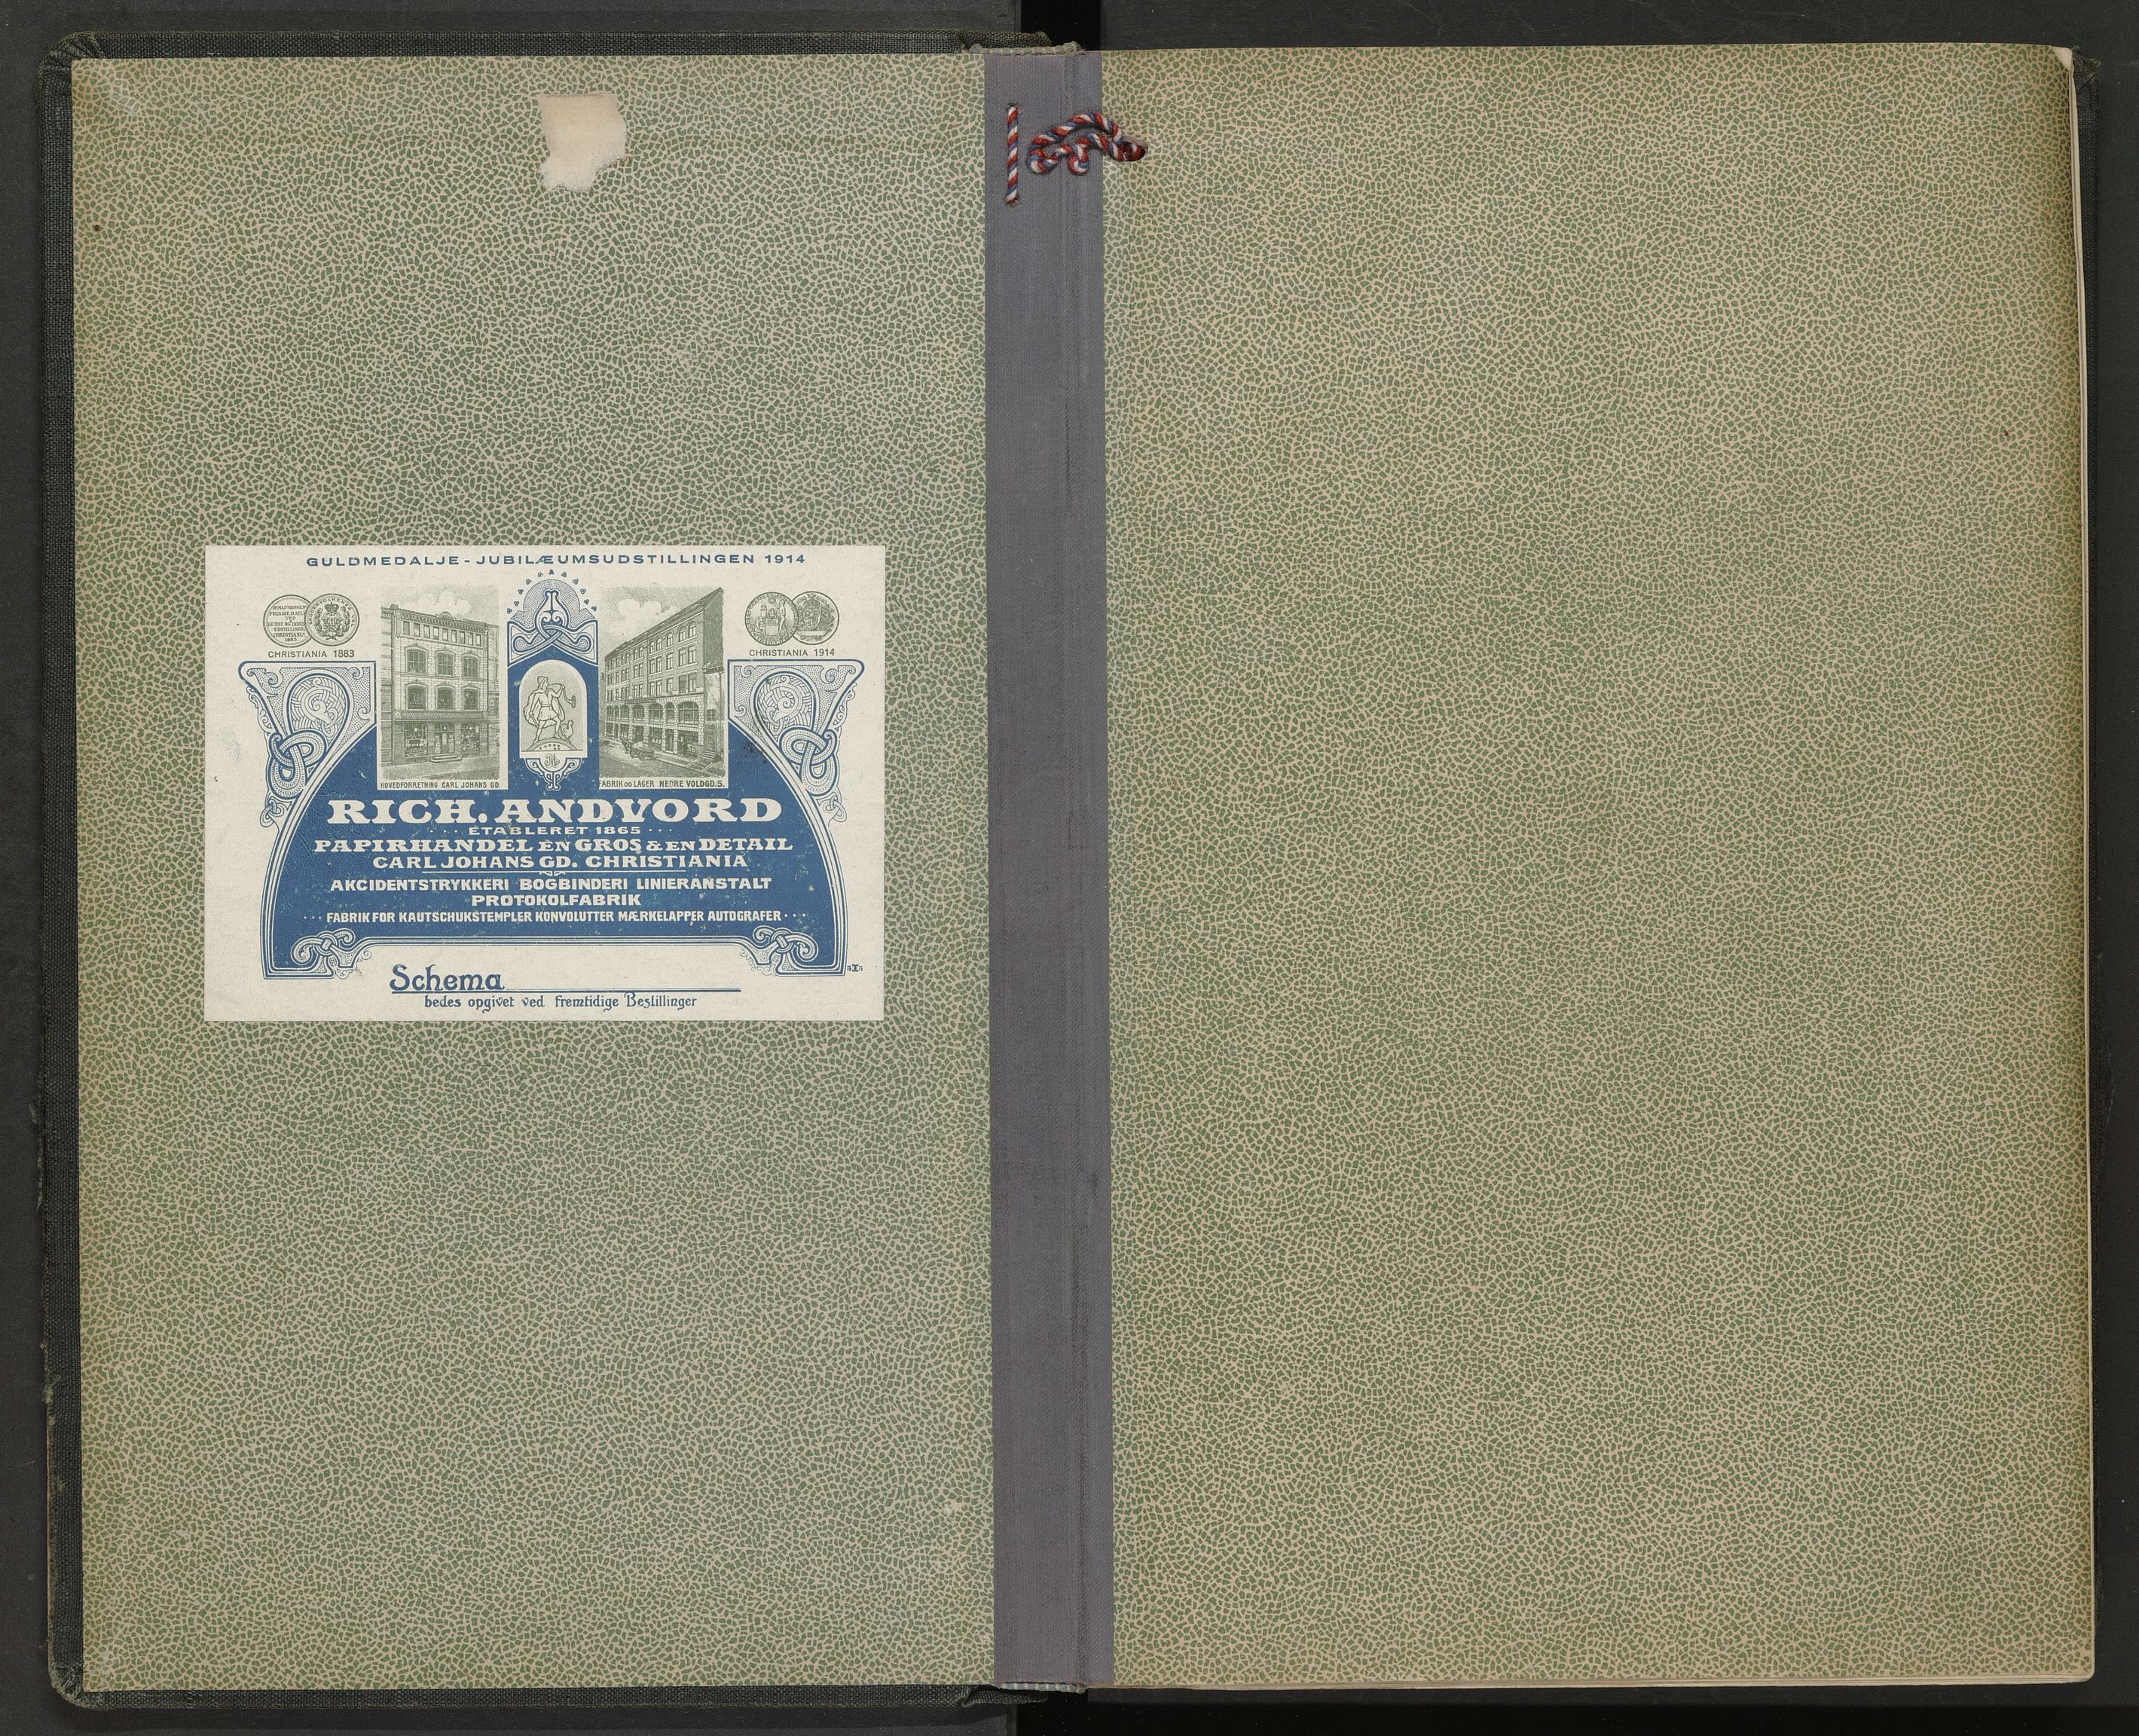 GULDMEDALJE - JUBILÆUMSUDSTILLINGEN 1914
CHRISTIANIA 1883
CHRISTIANIA 1914
HOVEDFORRETNING CARL JOHANS GD.
FABRIK OG LAGER NEDRE VOLDGD. 5.
RICH. ANDVORD
ETABLERET 1865
PAPIRHANDEL EN GROS & EN DETAIL
CARL JOHANS GD. CHRISTIANIA
AKCIDENTSTRYKKERI BOGBINDERI LINIERANSTALT
PROTOKOLFABRIK
FABRIK FOR KAUTSCHUKSTEMPLER KONVOLUTTER MÆRKELAPPER AUTOGRAFER
Schema
bedes opgivet ved fremtidige Bestillinger